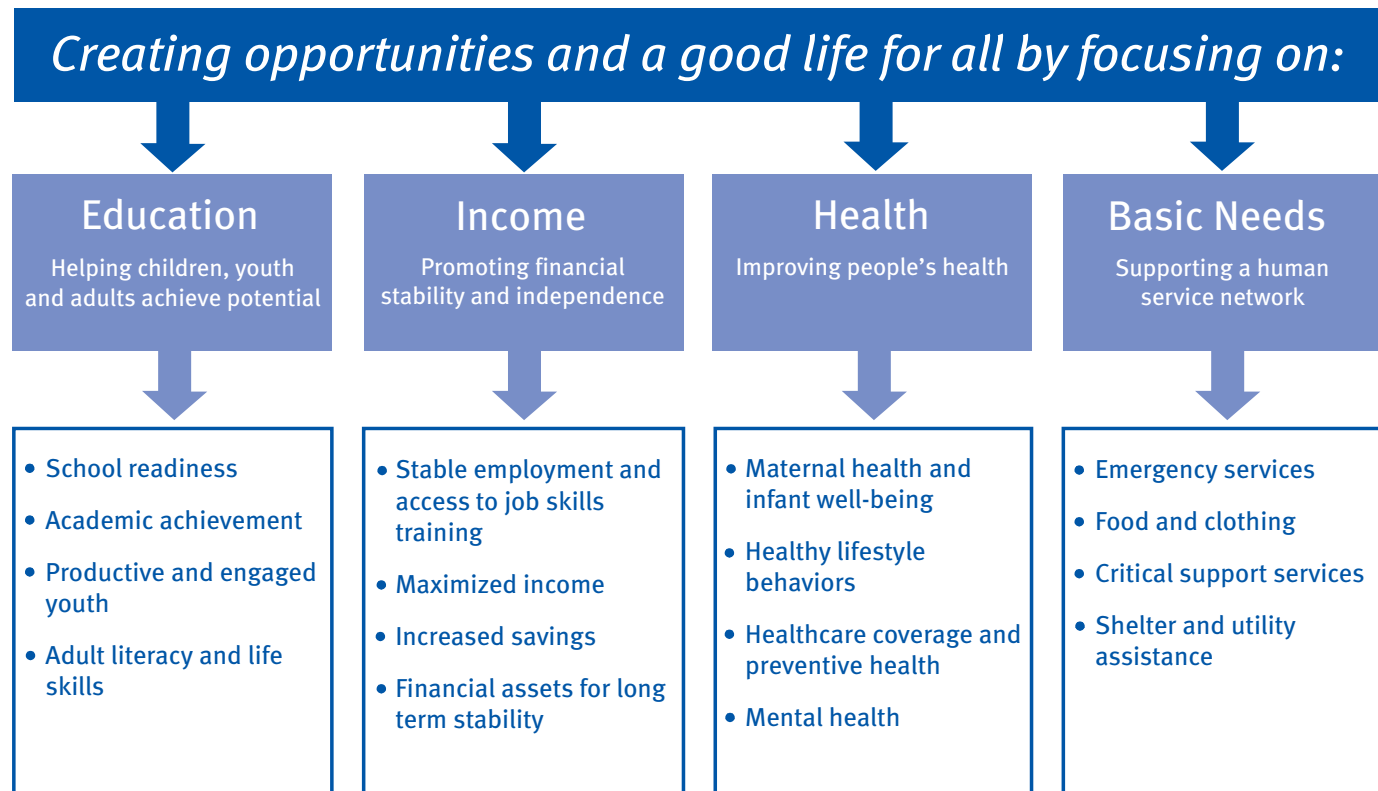 Creating opportunities and a good life for all by focusing on:
Education
Helping children, youth
and adults achieve potential
• School readiness
• Academic achievement
• Productive and engaged
youth
• Adult literacy and life
skills
Income
Promoting financial
stability and independence
• Stable employment and
access to job skills
training
• Maximized income
• Increased savings
• Financial assets for long
term stability
Health
Improving people’s health
• Maternal health and
infant well-being
• Healthy lifestyle
behaviors
• Healthcare coverage and
preventive health
• Mental health
Basic Needs
Supporting a human
service network
• Emergency services
• Food and clothing
• Critical support services
• Shelter and utility
assistance